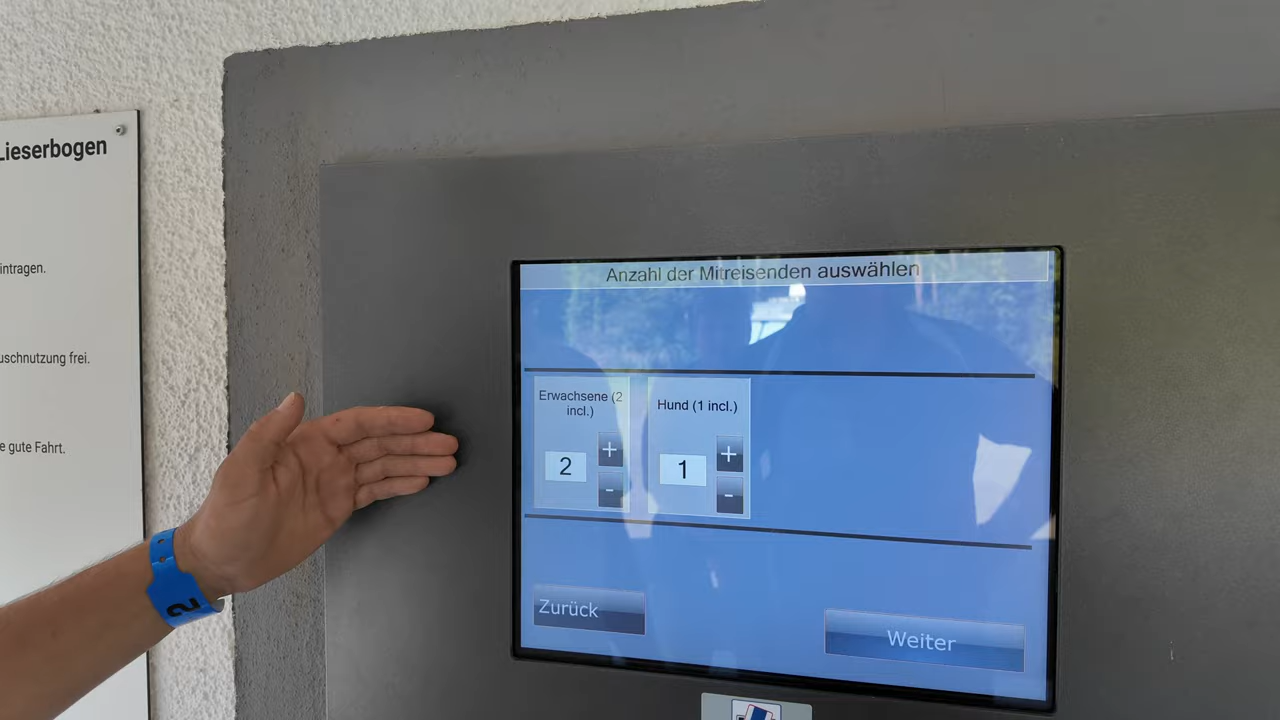 Lieserbogen
intragen.
uschnutzung frei.
e gute Fahrt.
Anzahl der Mitreisenden auswählen
Erwachsene (2
incl.)
2
+
-
Hund (1 incl.)
1
+
-
Zurück
Weiter
2